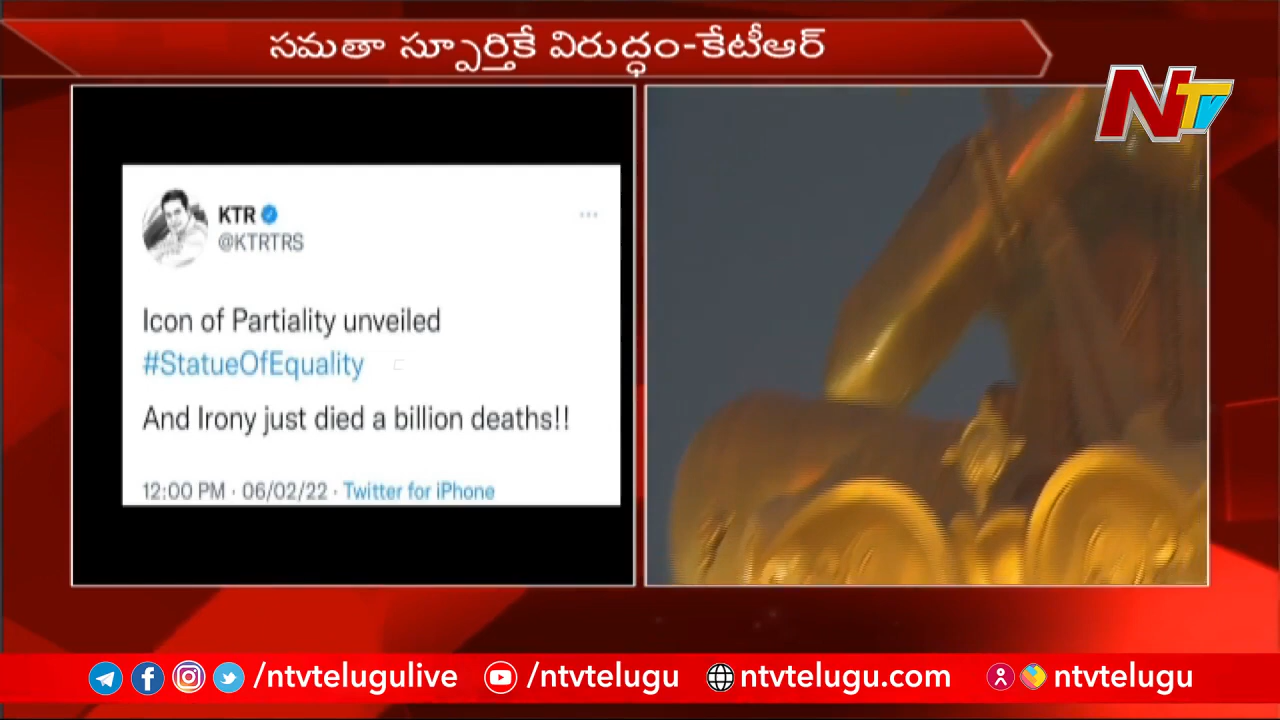 సమతా స్పూర్తికే విరుద్ధం-కేటీఆర్
NTV
KTR
@KTRTRS
Icon of Partiality unveiled
#StatueOfEquality
And Irony just died a billion deaths!!
12:00 PM · 06/02/22 · Twitter for iPhone
/ntvtelugulive
/ntvtelugu
ntvtelugu.com
ntvtelugu